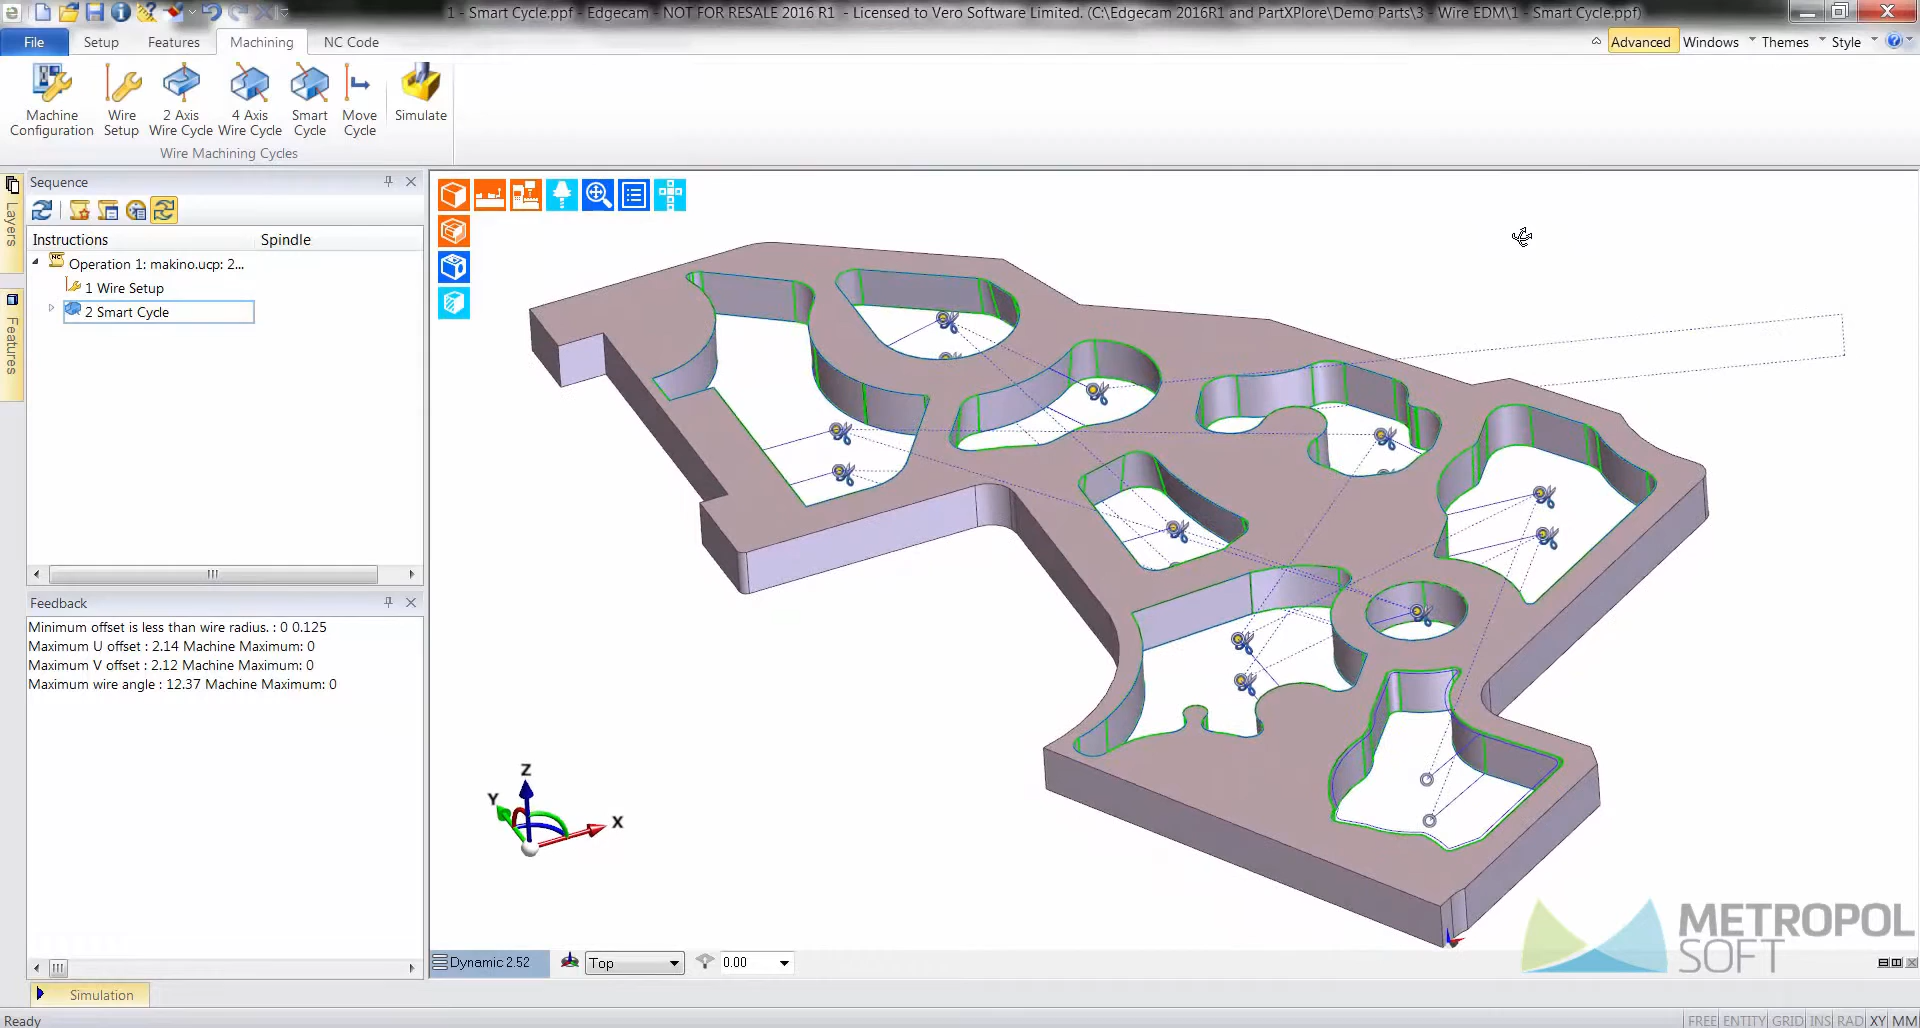 1 - Smart Cycle.ppf - Edgecam - NOT FOR RESALE 2016 R1 - Licensed to Vero Software Limited. (C:\Edgecam 2016R1 and PartXPlore\Demo Parts\3 - Wire EDM\1 - Smart Cycle.ppf)
File Setup Features Machining NC Code Advanced Windows Themes Style
Machine Configuration
Wire Setup
2 Axis Wire Cycle
4 Axis Wire Cycle
Smart Cycle
Move Cycle
Simulate
Wire Machining Cycles
Layers
Features
Sequence
Instructions Spindle
Operation 1: makino.ucp: 2...
1 Wire Setup
2 Smart Cycle
Feedback
Minimum offset is less than wire radius. : 0 0.125
Maximum U offset : 2.14 Machine Maximum: 0
Maximum V offset : 2.12 Machine Maximum: 0
Maximum wire angle : 12.37 Machine Maximum: 0
Z
Y
X
METROPOL
SOFT
Dynamic 2.52 Top 0.00
Simulation
Ready FREE ENTITY GRID INS RAD XY MM